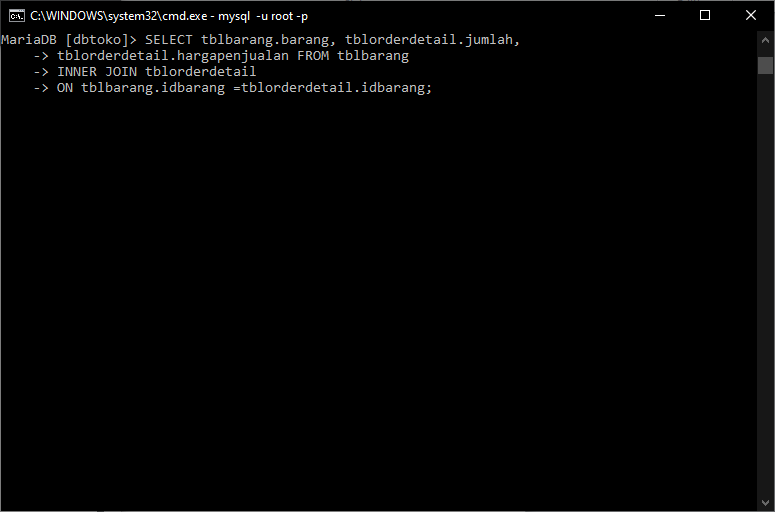 C:\WINDOWS\system32\cmd.exe - mysql -u root -p
MariaDB [dbtoko]> SELECT tblbarang.barang, tblorderdetail.jumlah,
-> tblorderdetail.hargapenjualan FROM tblbarang
-> INNER JOIN tblorderdetail
-> ON tblbarang.idbarang =tblorderdetail.idbarang;